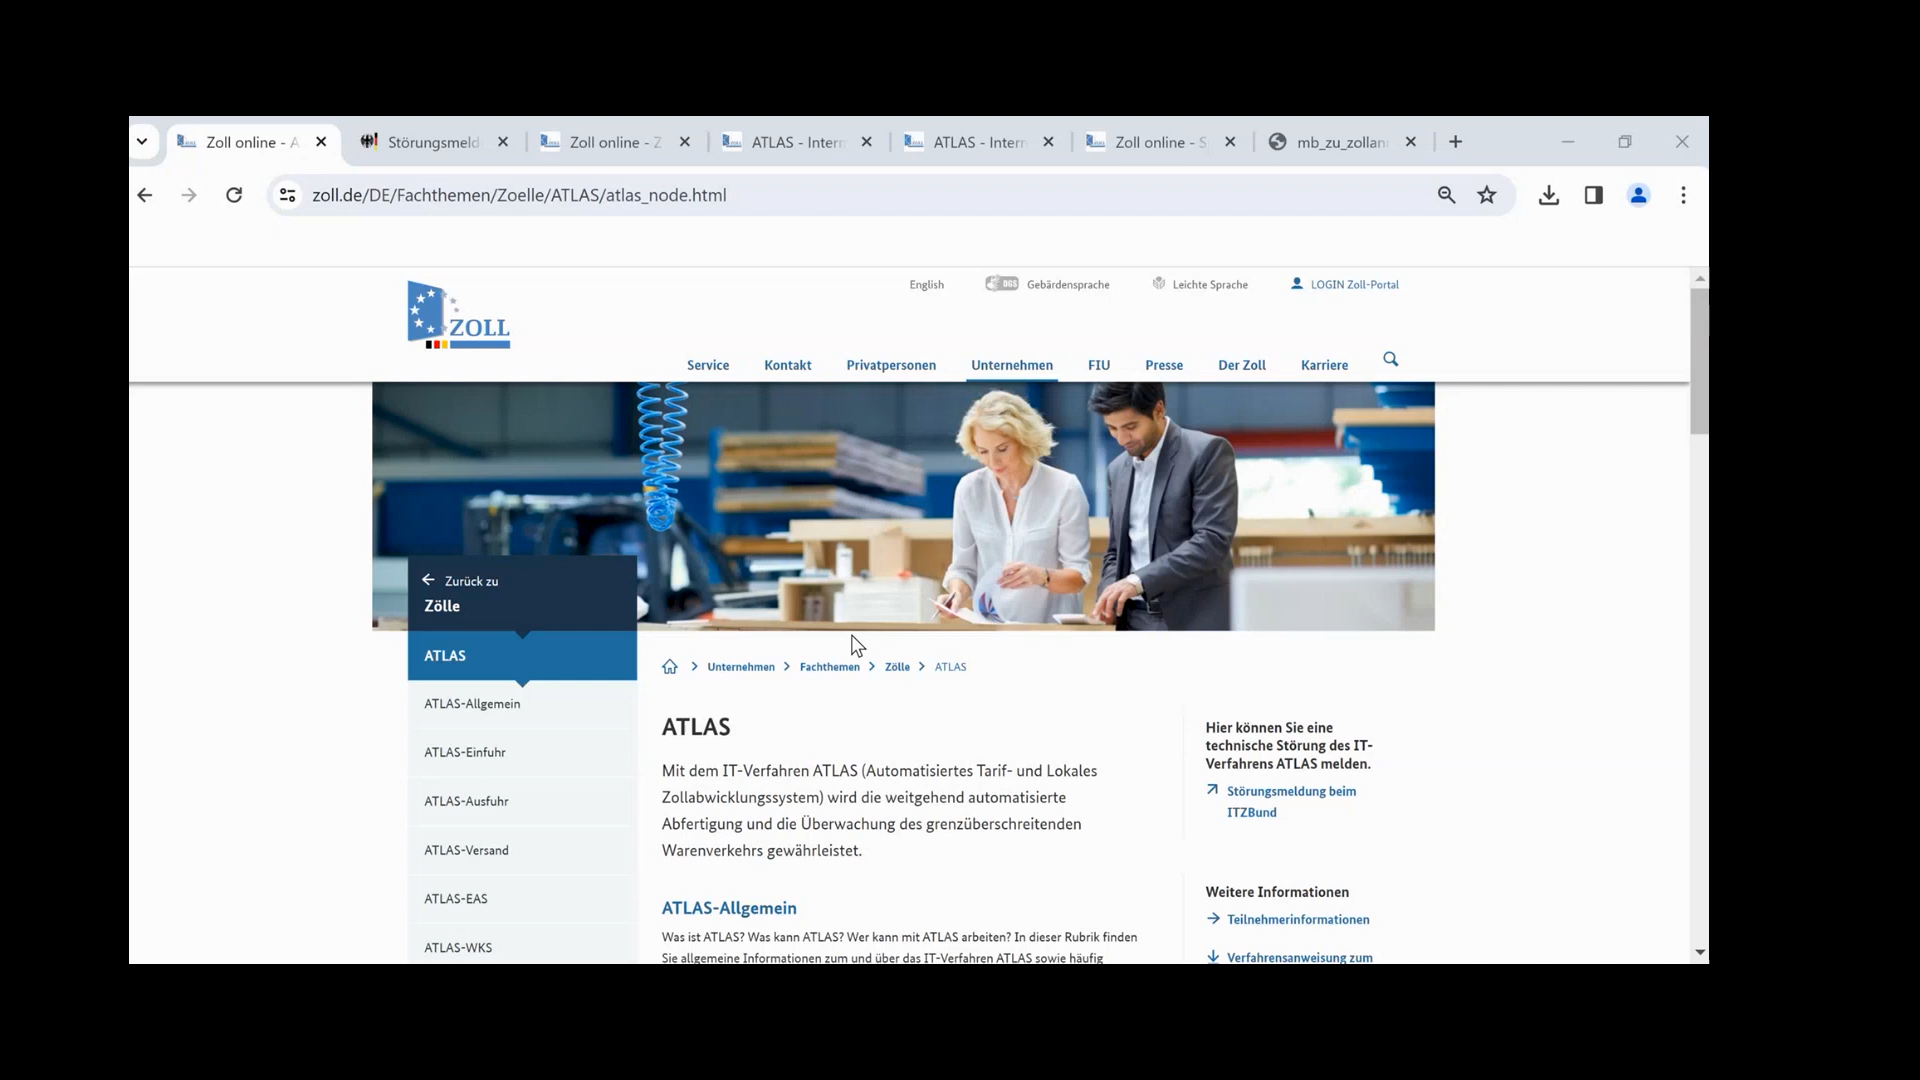 Zoll online - A
Störungsmeld
Zoll online - Z
ATLAS - Intern
ATLAS - Intern
Zoll online - S
mb_zu_zollan
zoll.de/DE/Fachthemen/Zoelle/ATLAS/atlas_node.html
English
DGS
Gebärdensprache
Leichte Sprache
LOGIN Zoll-Portal
ZOLL
Service
Kontakt
Privatpersonen
Unternehmen
FIU
Presse
Der Zoll
Karriere
Zurück zu
Zölle
ATLAS
ATLAS-Allgemein
ATLAS-Einfuhr
ATLAS-Ausfuhr
ATLAS-Versand
ATLAS-EAS
ATLAS-WKS
Unternehmen
Fachthemen
Zölle
ATLAS
ATLAS
Mit dem IT-Verfahren ATLAS (Automatisiertes Tarif- und Lokales
Zollabwicklungssystem) wird die weitgehend automatisierte
Abfertigung und die Überwachung des grenzüberschreitenden
Warenverkehrs gewährleistet.
ATLAS-Allgemein
Was ist ATLAS? Was kann ATLAS? Wer kann mit ATLAS arbeiten? In dieser Rubrik finden
Sie allgemeine Informationen zum und über das IT-Verfahren ATLAS sowie häufig
Hier können Sie eine
technische Störung des IT-
Verfahrens ATLAS melden.
Störungsmeldung beim
ITZBund
Weitere Informationen
Teilnehmerinformationen
Verfahrensanweisung zum